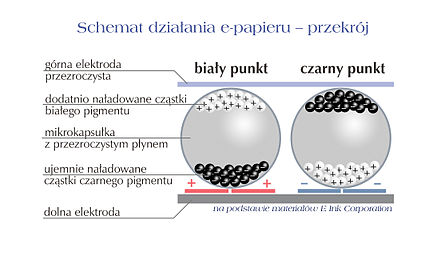 Schemat działania e-papieru – przekrój
biały punkt
czarny punkt
górna elektroda
przezroczysta
dodatnio naładowane cząstki
białego pigmentu
mikrokapsułka
z przezroczystym płynem
ujemnie naładowane
cząstki czarnego pigmentu
+ +
– –
dolna elektroda
na podstawie materiałów E Ink Corporation